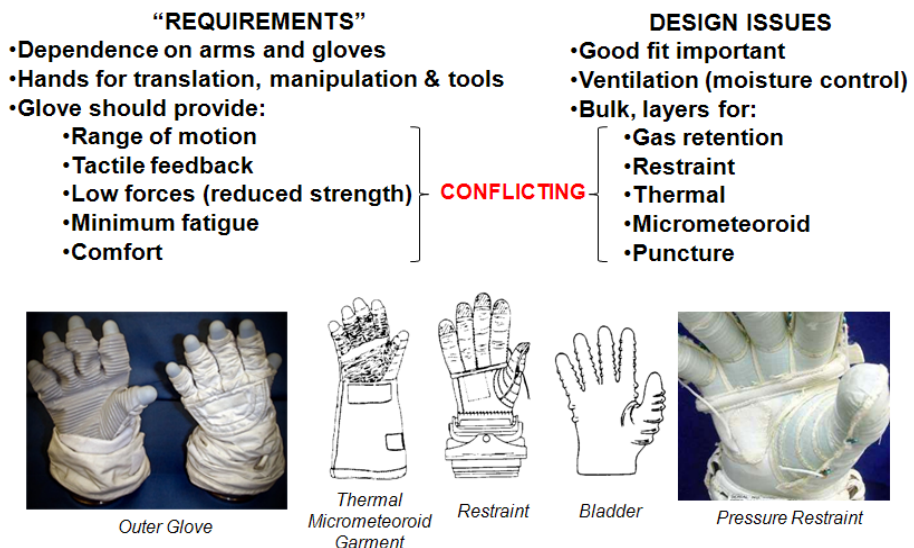 “REQUIREMENTS”
•Dependence on arms and gloves
•Hands for translation, manipulation & tools
•Glove should provide:
•Range of motion
•Tactile feedback
•Low forces (reduced strength)
•Minimum fatigue
•Comfort
CONFLICTING
DESIGN ISSUES
•Good fit important
•Ventilation (moisture control)
•Bulk, layers for:
•Gas retention
•Restraint
•Thermal
•Micrometeoroid
•Puncture
Outer Glove
Thermal
Micrometeoroid
Garment
Restraint
Bladder
Pressure Restraint